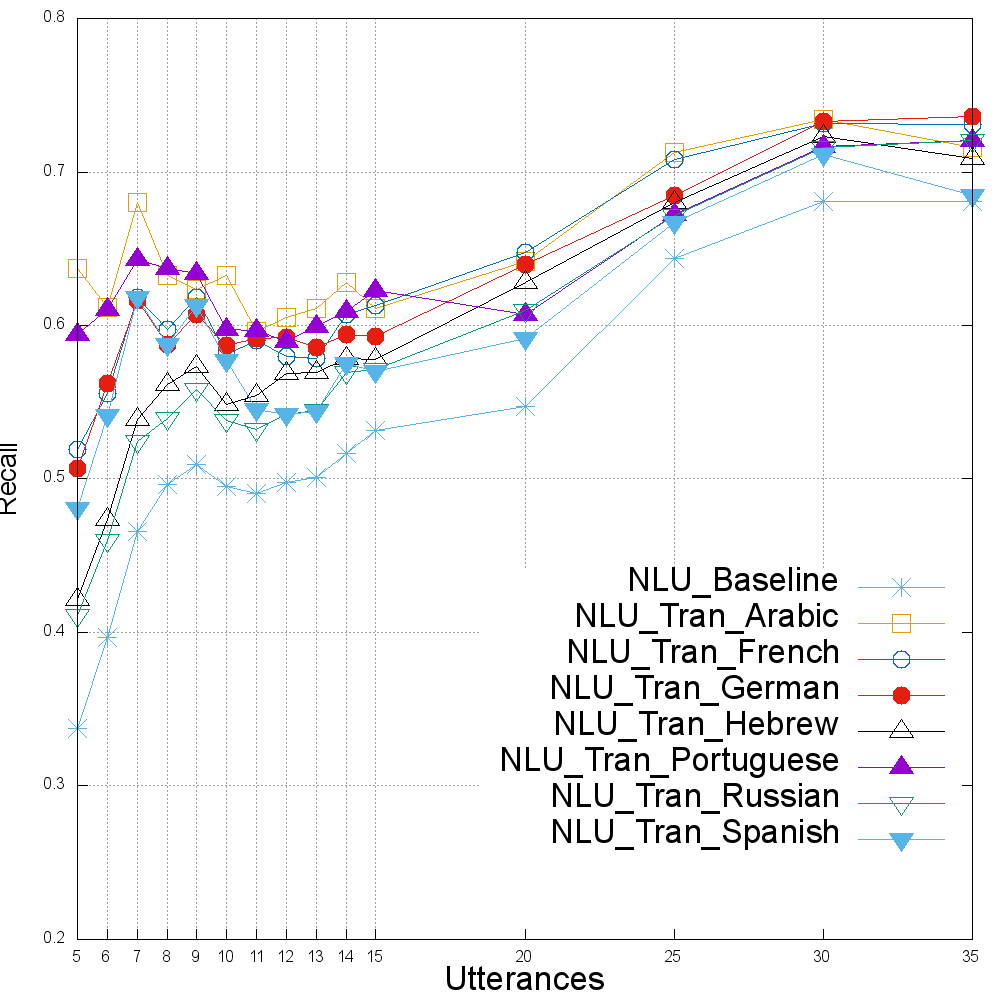 0.8
0.7
0.6
0.5
0.4
0.3
0.2
Recall
NLU_Baseline
NLU_Tran_Arabic
NLU_Tran_French
NLU_Tran_German
NLU_Tran_Hebrew
NLU_Tran_Portuguese
NLU_Tran_Russian
NLU_Tran_Spanish
5 6 7 8 9 10 11 12 13 14 15 20 25 30 35
Utterances